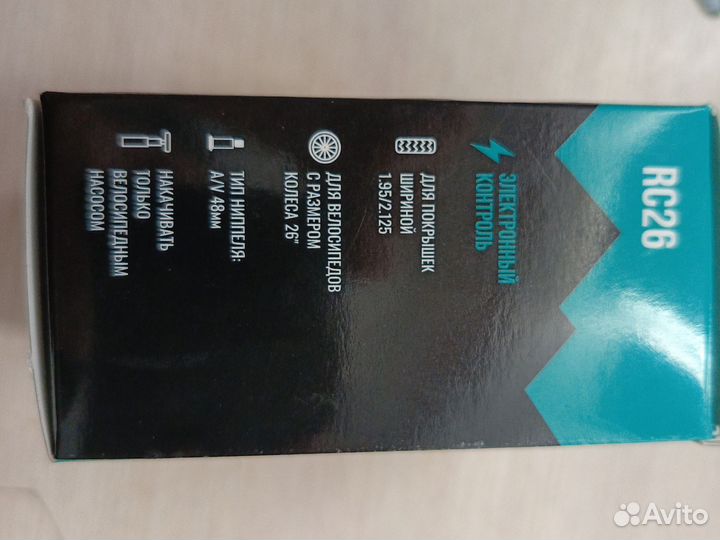 RC26
ЭЛЕКТРОННЫЙ
КОНТРОЛЬ
ДЛЯ ПОКРЫШЕК
ШИРИНОЙ
1.95/2.125
ДЛЯ ВЕЛОСИПЕДОВ
С РАЗМЕРОМ
КОЛЕСА 26"
ТИП НИППЕЛЯ:
A/V 48мм
НАКАЧИВАТЬ
ТОЛЬКО
ВЕЛОСИПЕДНЫМ
НАСОСОМ
Avito